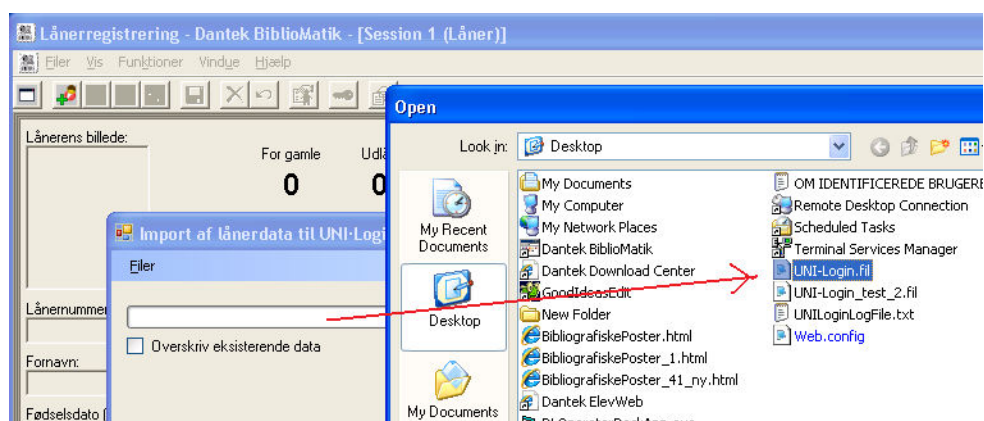 Lånerregistrering - Dantek BiblioMatik - [Session 1 (Låner)]
Filer Vis Funktioner Vindue Hjælp
Lånerens billede:
For gamle
0
0
Import af lånerdata til UNI-Logi
Filer
Overskriv eksisterende data
Fornavn:
Open
Look in:
Desktop
My Recent
Documents
Desktop
My Documents
My Documents
My Computer
My Network Places
Dantek BiblioMatik
Dantek Download Center
GoodIdeasEdit
New Folder
BibliografiskePoster.html
BibliografiskePoster_1.html
BibliografiskePoster_41_ny.html
Dantek ElevWeb
OM IDENTIFICEREDE BRUGERE
Remote Desktop Connection
Scheduled Tasks
Terminal Services Manager
UNI-Login.fil
UNI-Login_test_2.fil
UNILoginLogFile.txt
Web.config